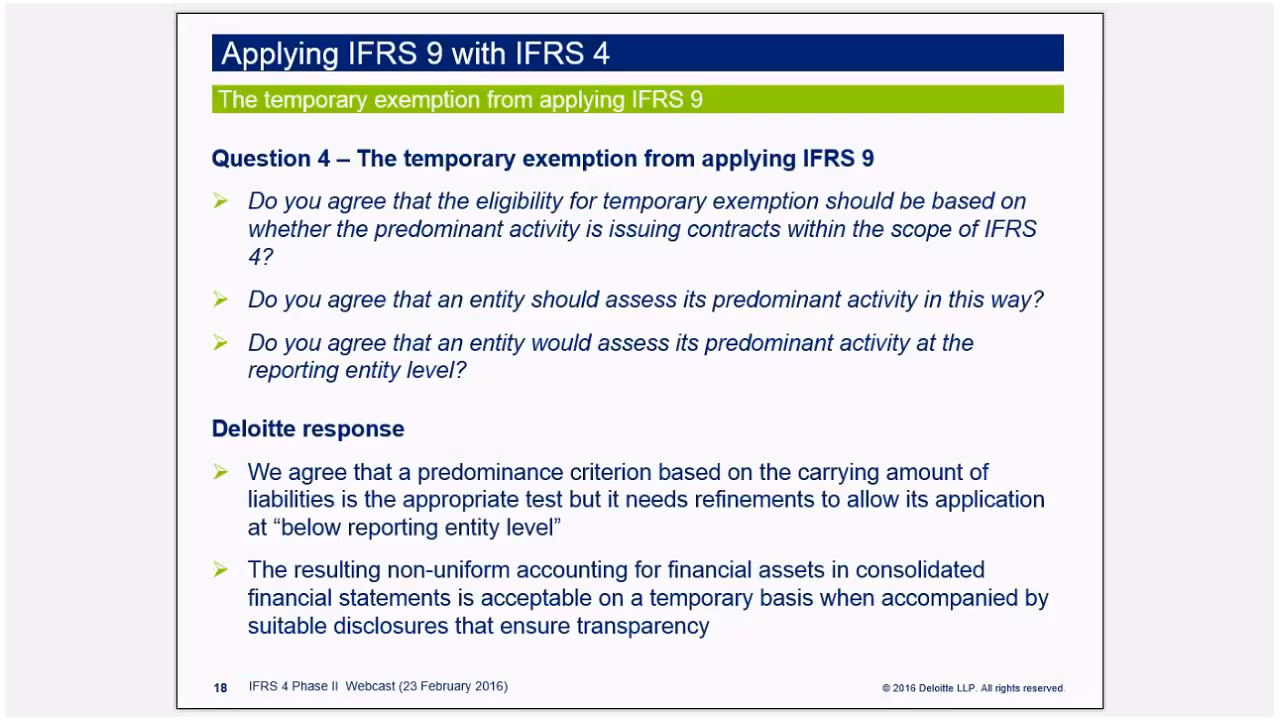 Applying IFRS 9 with IFRS 4
The temporary exemption from applying IFRS 9
Question 4 – The temporary exemption from applying IFRS 9
Do you agree that the eligibility for temporary exemption should be based on
whether the predominant activity is issuing contracts within the scope of IFRS
4?
Do you agree that an entity should assess its predominant activity in this way?
Do you agree that an entity would assess its predominant activity at the
reporting entity level?
Deloitte response
We agree that a predominance criterion based on the carrying amount of
liabilities is the appropriate test but it needs refinements to allow its application
at “below reporting entity level”
The resulting non-uniform accounting for financial assets in consolidated
financial statements is acceptable on a temporary basis when accompanied by
suitable disclosures that ensure transparency
18 IFRS 4 Phase II Webcast (23 February 2016) © 2016 Deloitte LLP. All rights reserved.